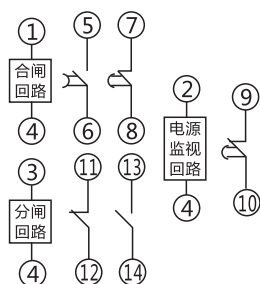 ① ⑤ ⑦
合闸
回路
④ ⑥ ⑧
② ⑨
电源
监视
回路
④ ⑩
③ ⑪ ⑬
分闸
回路
④ ⑫ ⑭